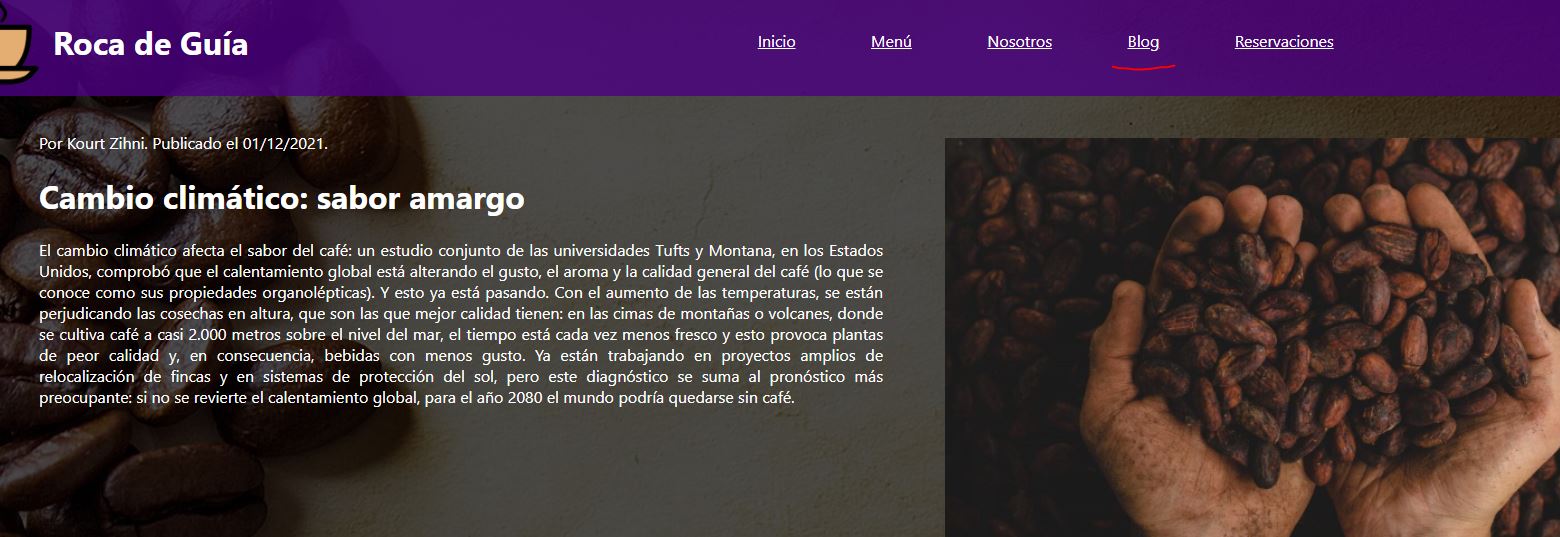 Roca de Guía
Inicio Menú Nosotros Blog Reservaciones
Por Kourt Zihni. Publicado el 01/12/2021.
Cambio climático: sabor amargo
El cambio climático afecta el sabor del café: un estudio conjunto de las universidades Tufts y Montana, en los Estados
Unidos, comprobó que el calentamiento global está alterando el gusto, el aroma y la calidad general del café (lo que se
conoce como sus propiedades organolépticas). Y esto ya está pasando. Con el aumento de las temperaturas, se están
perjudicando las cosechas en altura, que son las que mejor calidad tienen: en las cimas de montañas o volcanes, donde
se cultiva café a casi 2.000 metros sobre el nivel del mar, el tiempo está cada vez menos fresco y esto provoca plantas
de peor calidad y, en consecuencia, bebidas con menos gusto. Ya están trabajando en proyectos amplios de
relocalización de fincas y en sistemas de protección del sol, pero este diagnóstico se suma al pronóstico más
preocupante: si no se revierte el calentamiento global, para el año 2080 el mundo podría quedarse sin café.